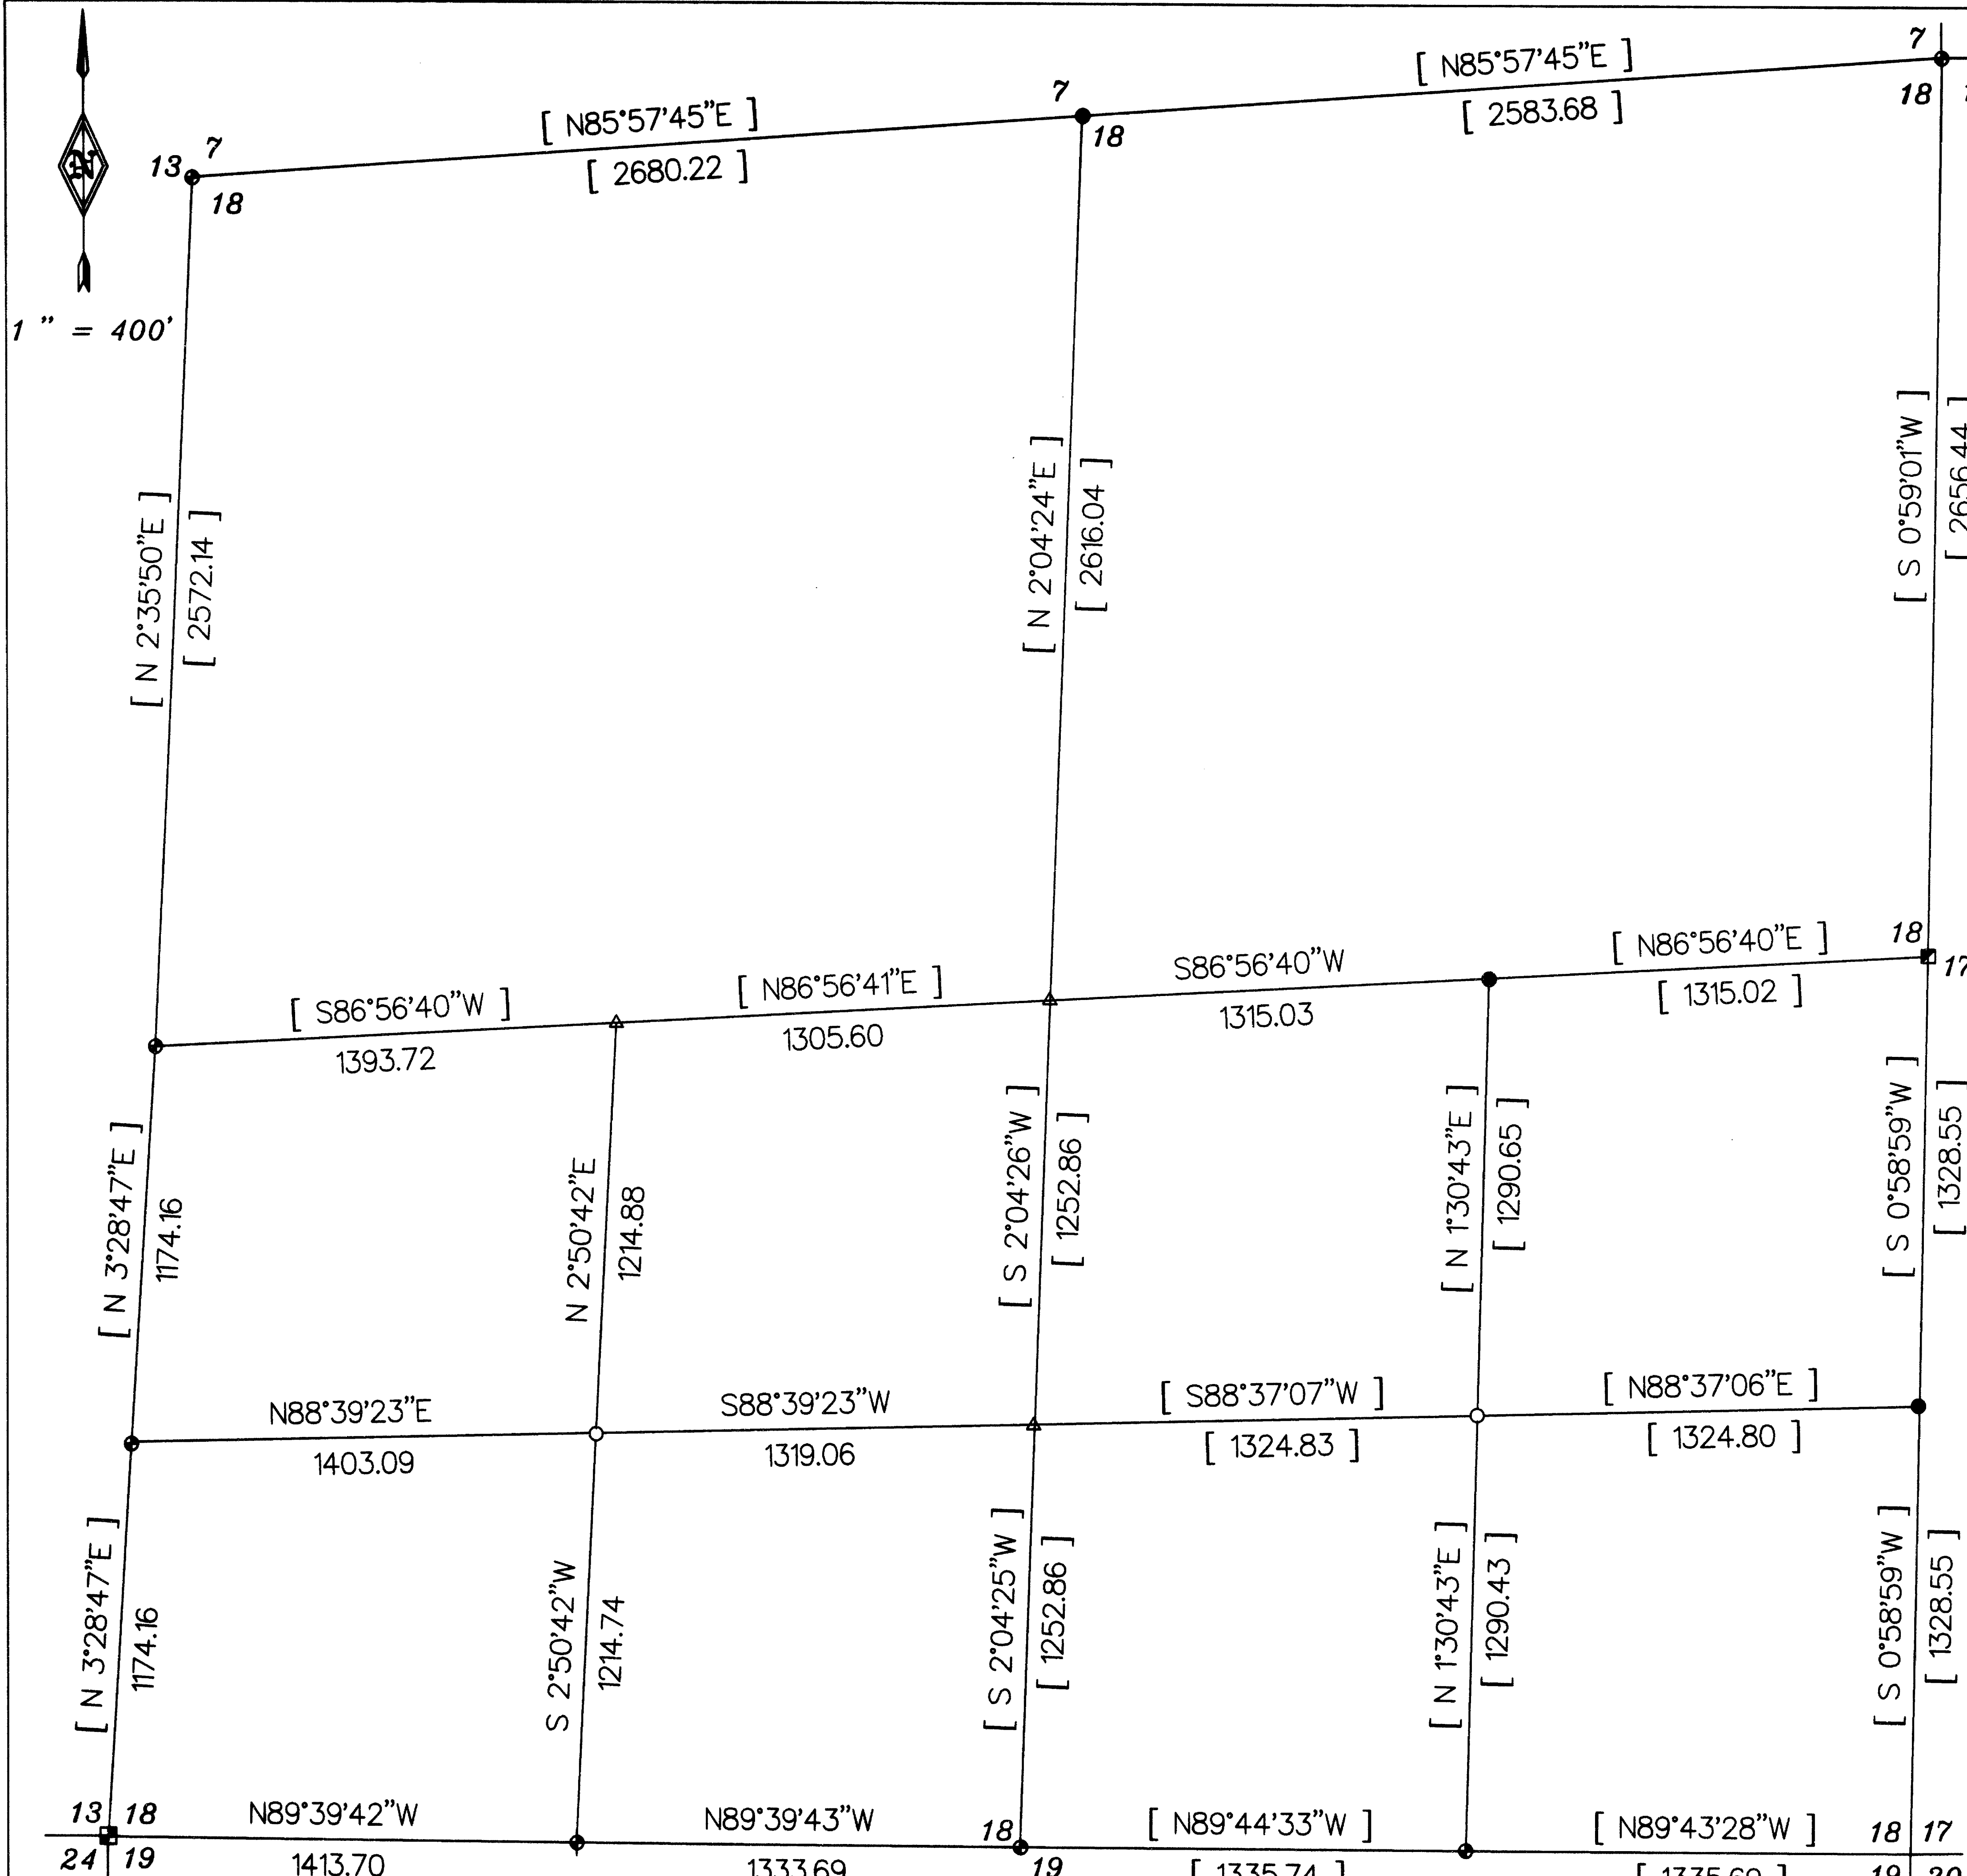 7
[ N85°57'45"E ]
18
7
[ N85°57'45"E ]
[ 2583.68 ]
18
13
7
[ 2680.22 ]
18
1 " = 400'
[ N 2°35'50"E ]
[ 2572.14 ]
[ N 2°04'24"E ]
[ 2616.04 ]
[ S 0°59'01"W ]
[ 2656.44 ]
[ S86°56'40"W ]
1393.72
[ N86°56'41"E ]
1305.60
S86°56'40"W
1315.03
[ N86°56'40"E ]
[ 1315.02 ]
18
17
[ N 3°28'47"E ]
1174.16
N 2°50'42"E
1214.88
[ S 2°04'26"W ]
[ 1252.86 ]
[ N 1°30'43"E ]
[ 1290.65 ]
[ S 0°58'59"W ]
[ 1328.55 ]
N88°39'23"E
1403.09
S88°39'23"W
1319.06
[ S88°37'07"W ]
[ 1324.83 ]
[ N88°37'06"E ]
[ 1324.80 ]
[ N 3°28'47"E ]
1174.16
S 2°50'42"W
1214.74
[ S 2°04'25"W ]
[ 1252.86 ]
[ N 1°30'43"E ]
[ 1290.43 ]
[ S 0°58'59"W ]
[ 1328.55 ]
13 18
N89°39'42"W
N89°39'43"W
18
[ N89°44'33"W ]
[ N89°43'28"W ]
18 17
24 19
1413.70
1333.69
19
[ 1335.74 ]